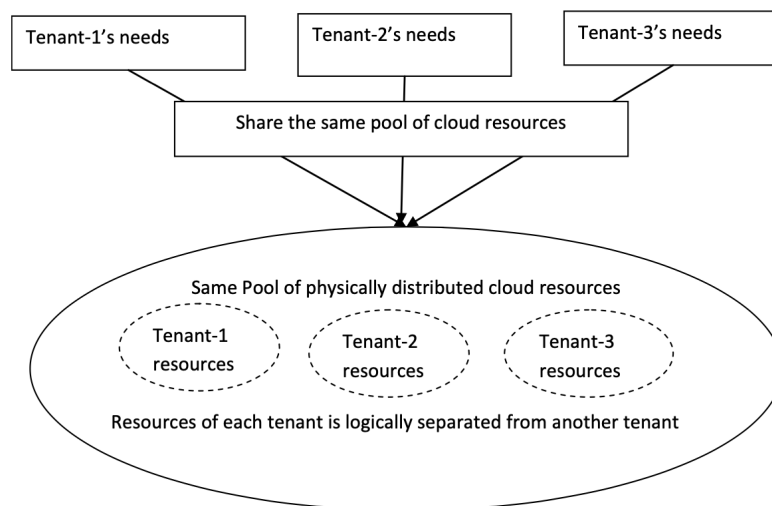 Tenant-1’s needs
Tenant-2’s needs
Tenant-3’s needs
Share the same pool of cloud resources
Same Pool of physically distributed cloud resources
Tenant-1
resources
Tenant-2
resources
Tenant-3
resources
Resources of each tenant is logically separated from another tenant